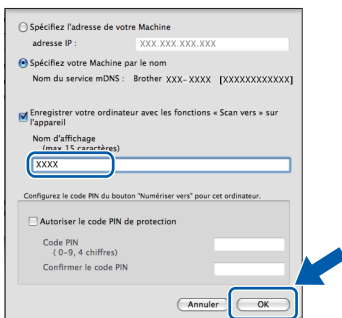 Spécifiez l'adresse de votre Machine
adresse IP : XXX.XXX.XXX.XXX
Spécifiez votre Machine par le nom
Nom du service mDNS : Brother XXX-XXXX [XXXXXXXXXXXX]
Enregistrer votre ordinateur avec les fonctions « Scan vers » sur
l'appareil
Nom d'affichage
(max 15 caractères)
XXXX
Configurez le code PIN du bouton "Numériser vers" pour cet ordinateur.
Autoriser le code PIN de protection
Code PIN
( 0-9, 4 chiffres)
Confirmer le code PIN
Annuler OK